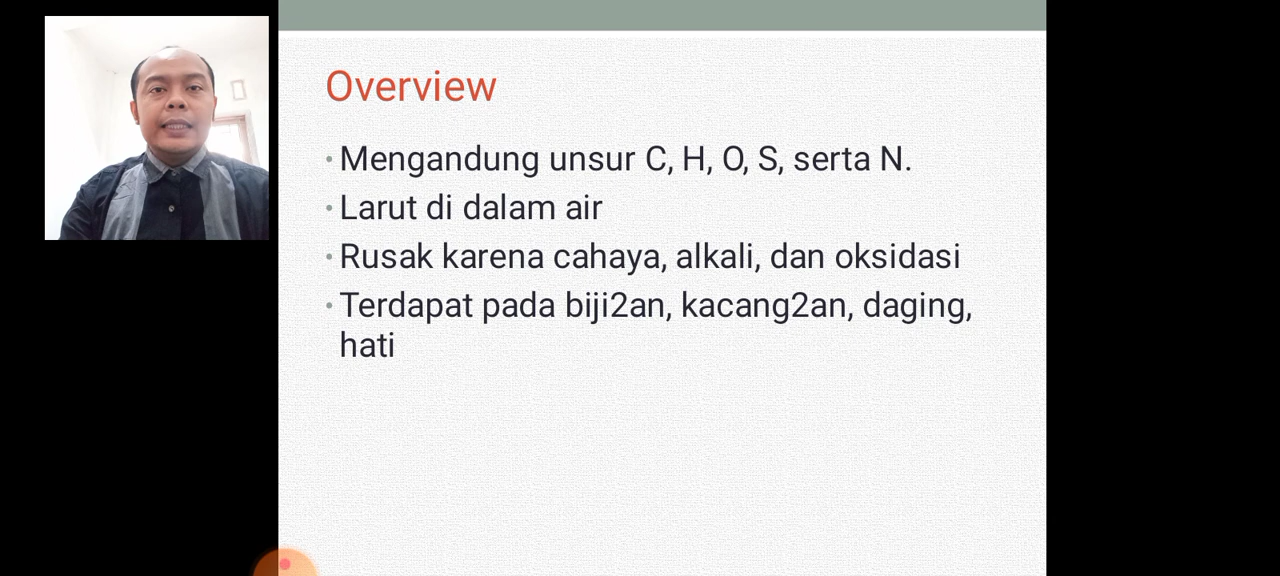 Overview
• Mengandung unsur C, H, O, S, serta N.
• Larut di dalam air
• Rusak karena cahaya, alkali, dan oksidasi
• Terdapat pada biji2an, kacang2an, daging,
hati